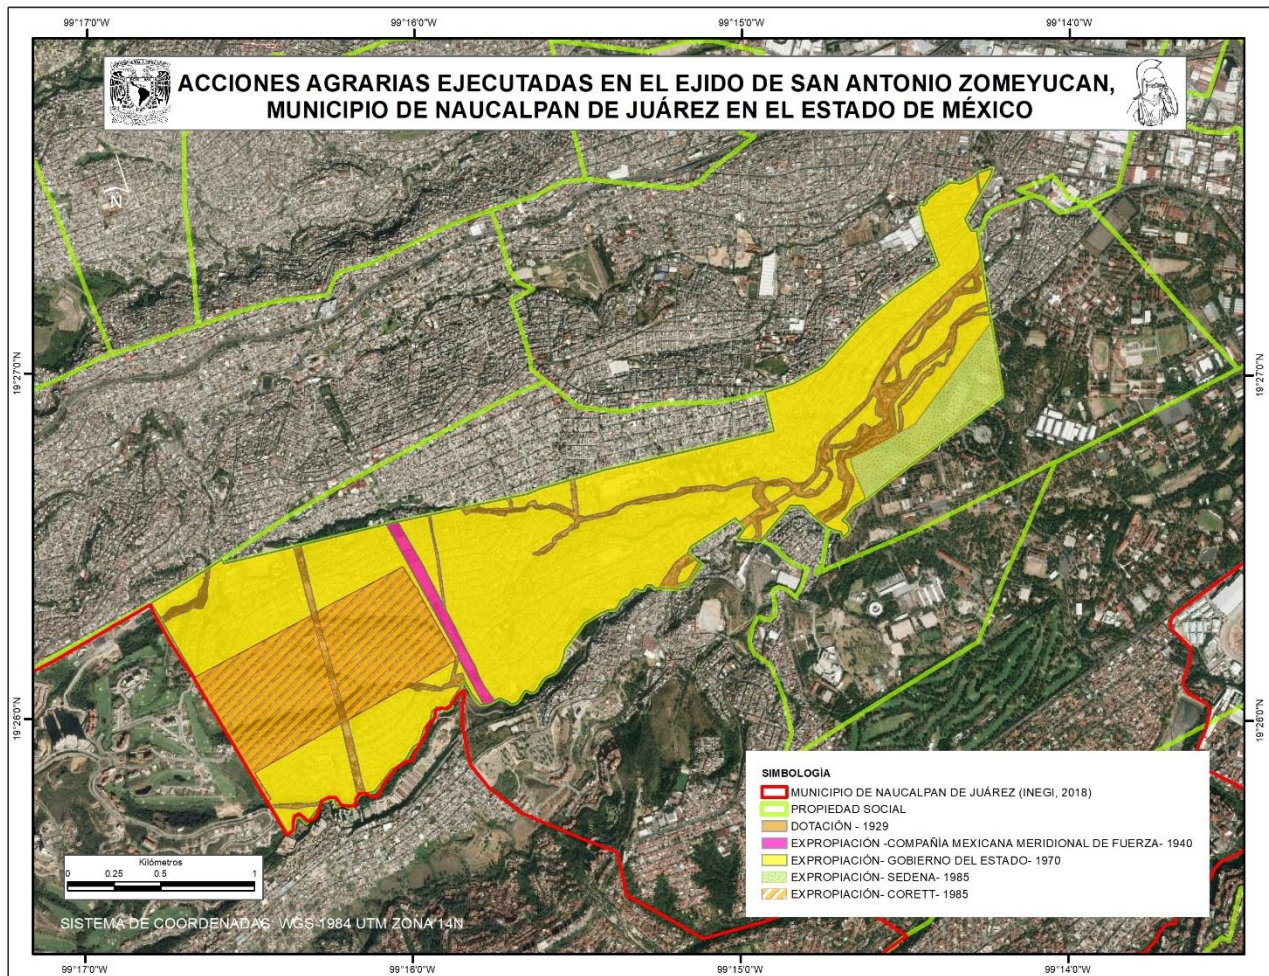 99°17'0"W
99°16'0"W
99°15'0"W
99°14'0"W
ACCIONES AGRARIAS EJECUTADAS EN EL EJIDO DE SAN ANTONIO ZOMEYUCAN,
MUNICIPIO DE NAUCALPAN DE JUÁREZ EN EL ESTADO DE MÉXICO
N
19°27'0"N
19°27'0"N
19°26'0"N
19°26'0"N
SIMBOLOGÍA
MUNICIPIO DE NAUCALPAN DE JUÁREZ (INEGI, 2018)
PROPIEDAD SOCIAL
DOTACIÓN - 1929
EXPROPIACIÓN -COMPAÑÍA MEXICANA MERIDIONAL DE FUERZA- 1940
EXPROPIACIÓN- GOBIERNO DEL ESTADO- 1970
EXPROPIACIÓN- SEDENA- 1985
EXPROPIACIÓN- CORETT- 1985
Kilómetros
0 0.25 0.5 1
SISTEMA DE COORDENADAS: WGS 1984 UTM ZONA 14N
99°17'0"W
99°16'0"W
99°15'0"W
99°14'0"W